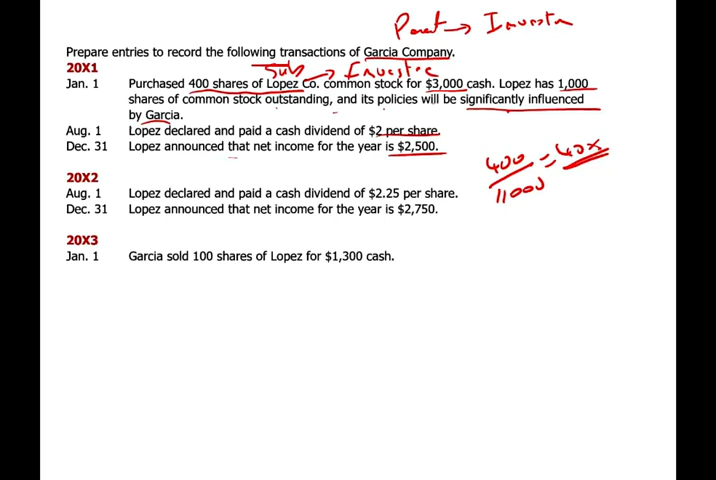 Parent → Investor
Prepare entries to record the following transactions of Garcia Company.
20X1
Sub → Investee
Jan. 1 Purchased 400 shares of Lopez Co. common stock for $3,000 cash. Lopez has 1,000
shares of common stock outstanding, and its policies will be significantly influenced
by Garcia.
Aug. 1 Lopez declared and paid a cash dividend of $2 per share.
Dec. 31 Lopez announced that net income for the year is $2,500.
400 / 1,000 = 40%
20X2
Aug. 1 Lopez declared and paid a cash dividend of $2.25 per share.
Dec. 31 Lopez announced that net income for the year is $2,750.
20X3
Jan. 1 Garcia sold 100 shares of Lopez for $1,300 cash.